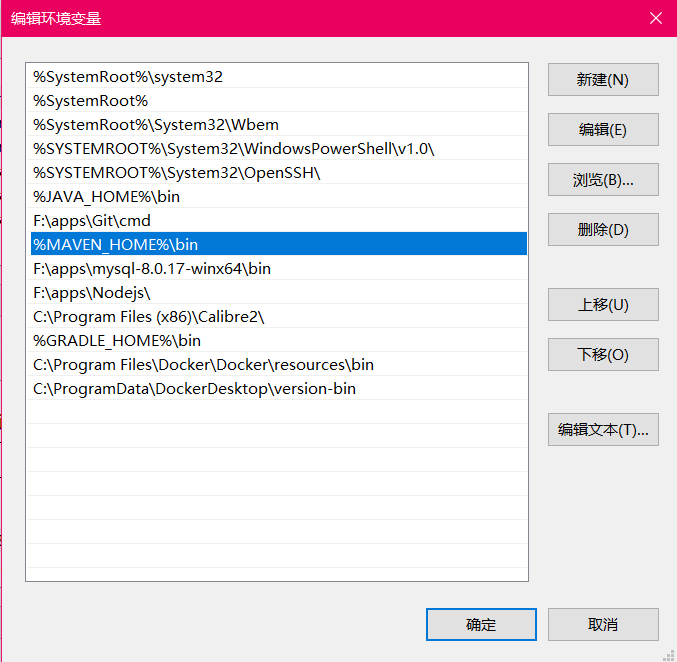 编辑环境变量
%SystemRoot%\system32
%SystemRoot%
%SystemRoot%\System32\Wbem
%SYSTEMROOT%\System32\WindowsPowerShell\v1.0\
%SYSTEMROOT%\System32\OpenSSH\
%JAVA_HOME%\bin
F:\apps\Git\cmd
%MAVEN_HOME%\bin
F:\apps\mysql-8.0.17-winx64\bin
F:\apps\Nodejs\
C:\Program Files (x86)\Calibre2\
%GRADLE_HOME%\bin
C:\Program Files\Docker\Docker\resources\bin
C:\ProgramData\DockerDesktop\version-bin
新建(N)
编辑(E)
浏览(B)...
删除(D)
上移(U)
下移(O)
编辑文本(T)...
确定
取消